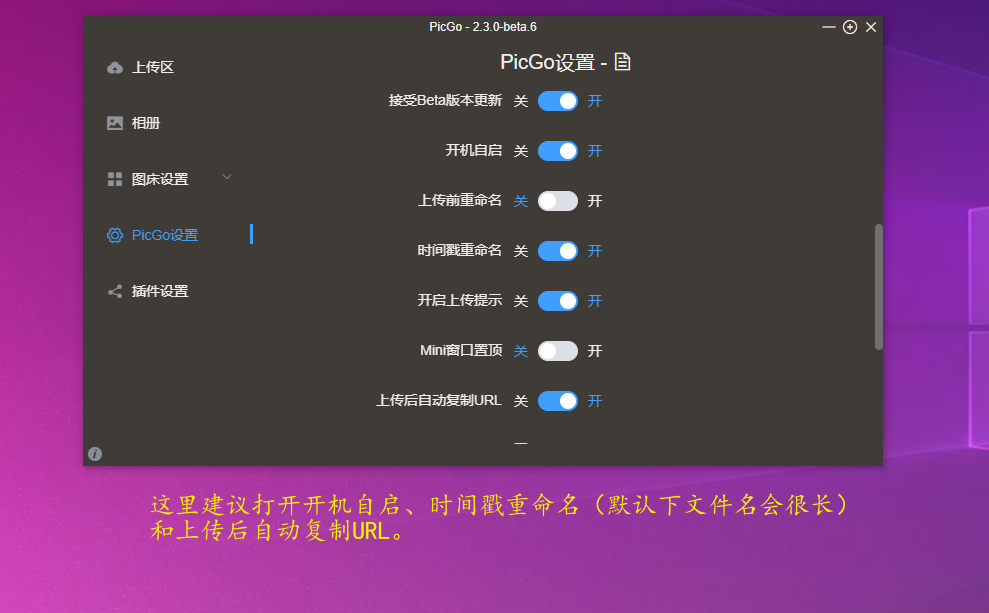 PicGo - 2.3.0-beta.6
上传区
相册
图床设置
PicGo设置
插件设置
PicGo设置 -
接受Beta版本更新 关 开
开机自启 关 开
上传前重命名 关 开
时间戳重命名 关 开
开启上传提示 关 开
Mini窗口置顶 关 开
上传后自动复制URL 关 开
这里建议打开开机自启、时间戳重命名（默认下文件名会很长）
和上传后自动复制URL。